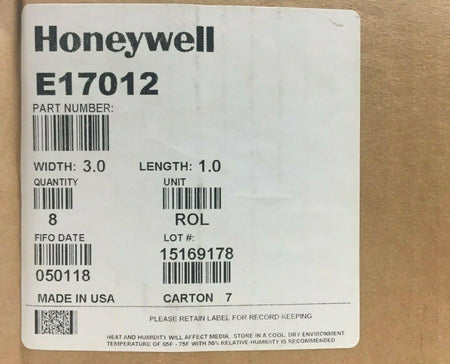 Honeywell
E17012
PART NUMBER:
WIDTH: 3.0 LENGTH: 1.0
QUANTITY UNIT
8 ROL
FIFO DATE LOT #:
15169178
050118
MADE IN USA CARTON 7
PLEASE RETAIN LABEL FOR RECORD KEEPING
HEAT AND HUMIDITY WILL AFFECT MEDIA. STORE IN A COOL, DRY ENVIRONMENT.
TEMPERATURE OF 65F - 75F WITH 50% RELATIVE HUMIDITY IS RECOMMENDED